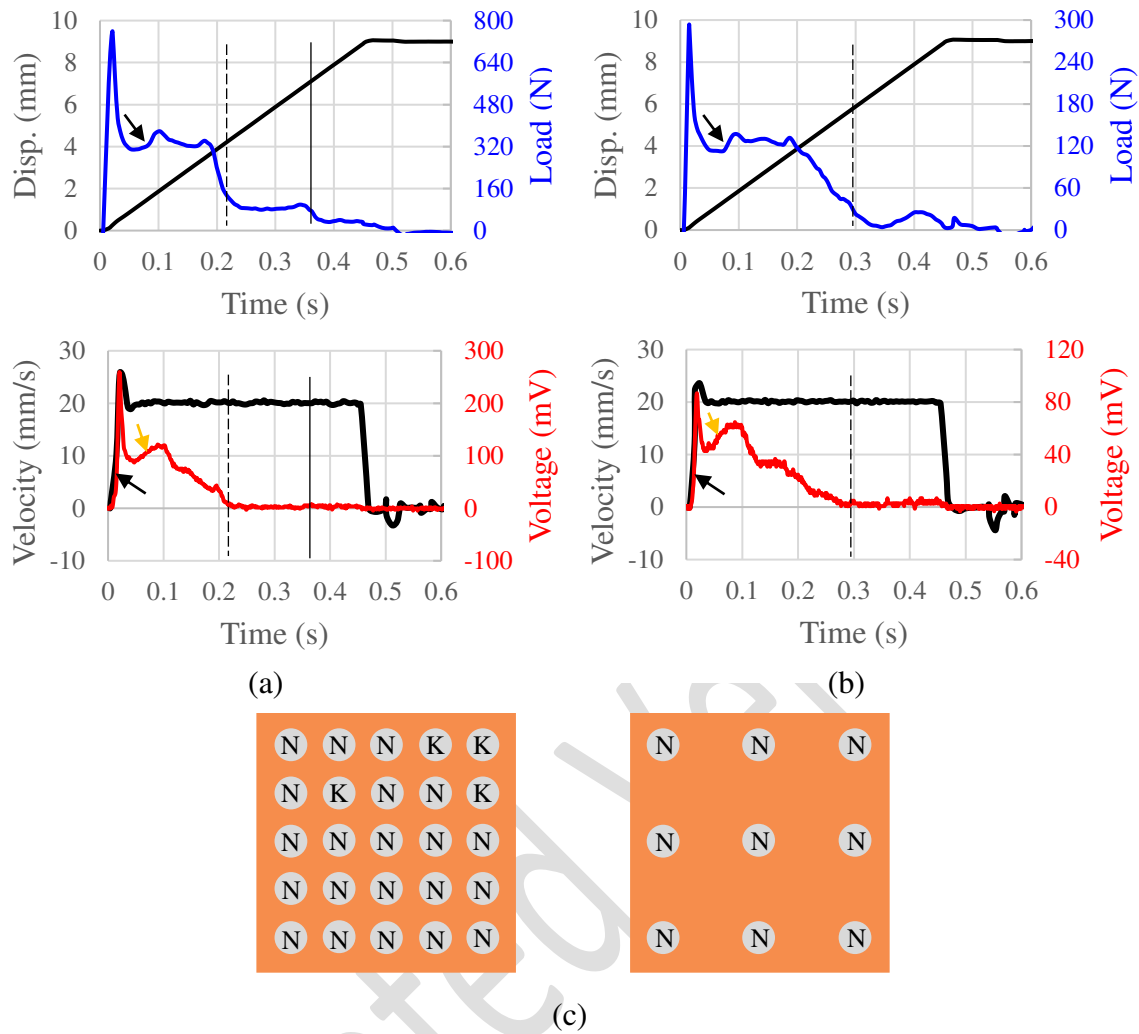 10
8
6
4
2
0
Disp. (mm)
800
640
480
320
160
0
Load (N)
0 0.1 0.2 0.3 0.4 0.5 0.6
Time (s)
10
8
6
4
2
0
Disp. (mm)
300
240
180
120
60
0
Load (N)
0 0.1 0.2 0.3 0.4 0.5 0.6
Time (s)
30
20
10
0
-10
Velocity (mm/s)
300
200
100
0
-100
Voltage (mV)
0 0.1 0.2 0.3 0.4 0.5 0.6
Time (s)
30
20
10
0
-10
Velocity (mm/s)
120
80
40
0
-40
Voltage (mV)
0 0.1 0.2 0.3 0.4 0.5 0.6
Time (s)
(a)
(b)
N N N K K
N K N N K
N N N N N
N N N N N
N N N N N
N N N
N N N
N N N
(c)